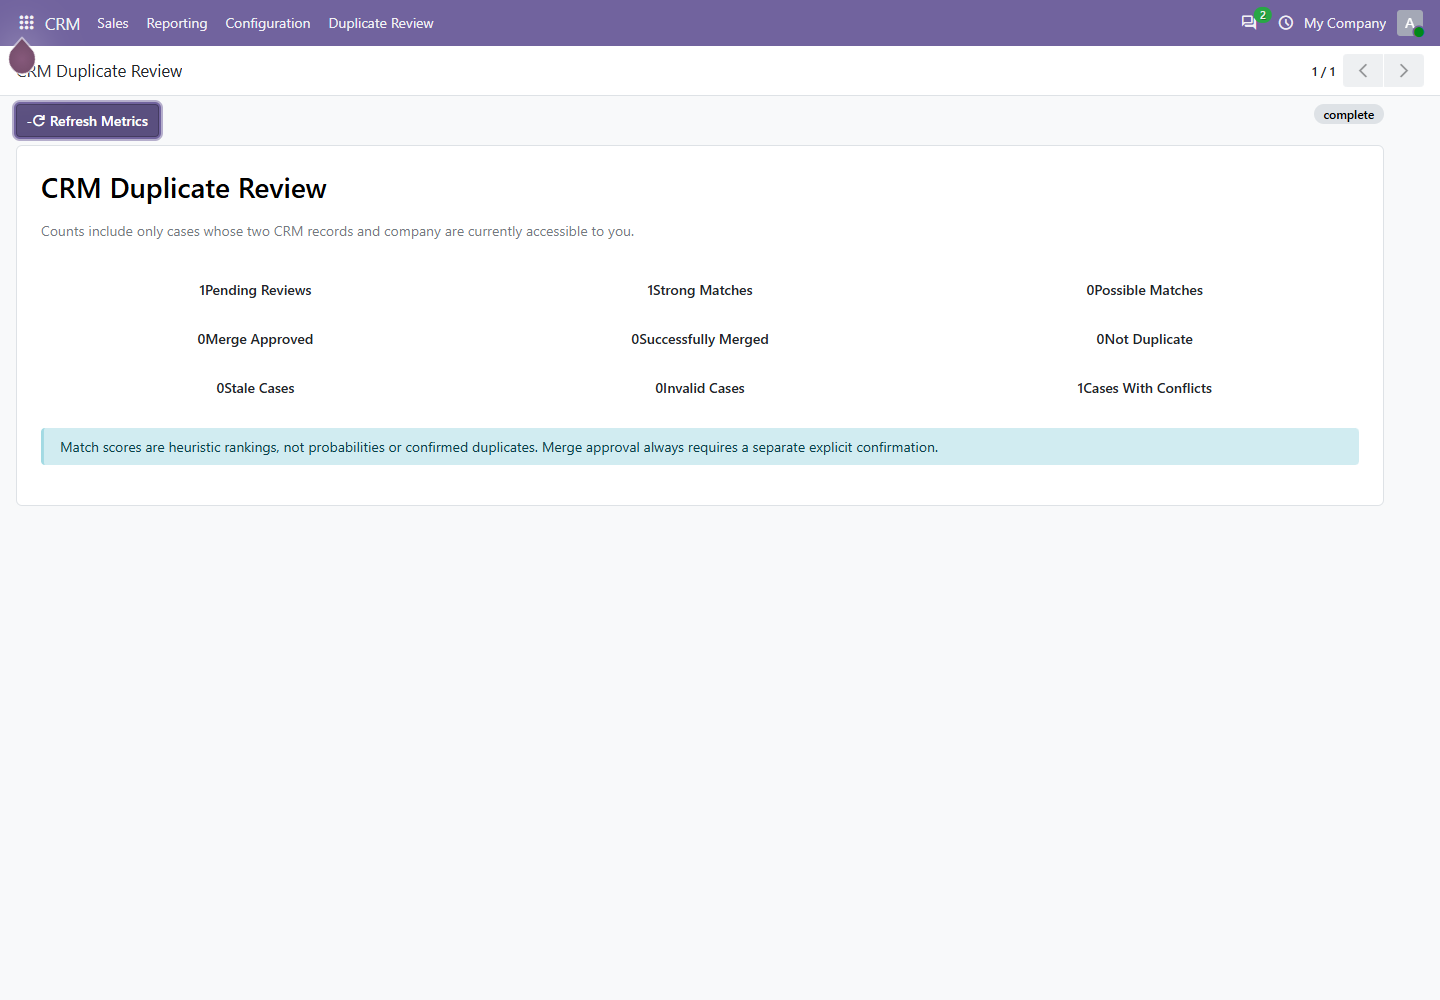 CRM Sales Reporting Configuration Duplicate Review 2 My Company A
CRM Duplicate Review 1 / 1
- Refresh Metrics complete
CRM Duplicate Review
Counts include only cases whose two CRM records and company are currently accessible to you.
1Pending Reviews 1Strong Matches 0Possible Matches
0Merge Approved 0Successfully Merged 0Not Duplicate
0Stale Cases 0Invalid Cases 1Cases With Conflicts
Match scores are heuristic rankings, not probabilities or confirmed duplicates. Merge approval always requires a separate explicit confirmation.